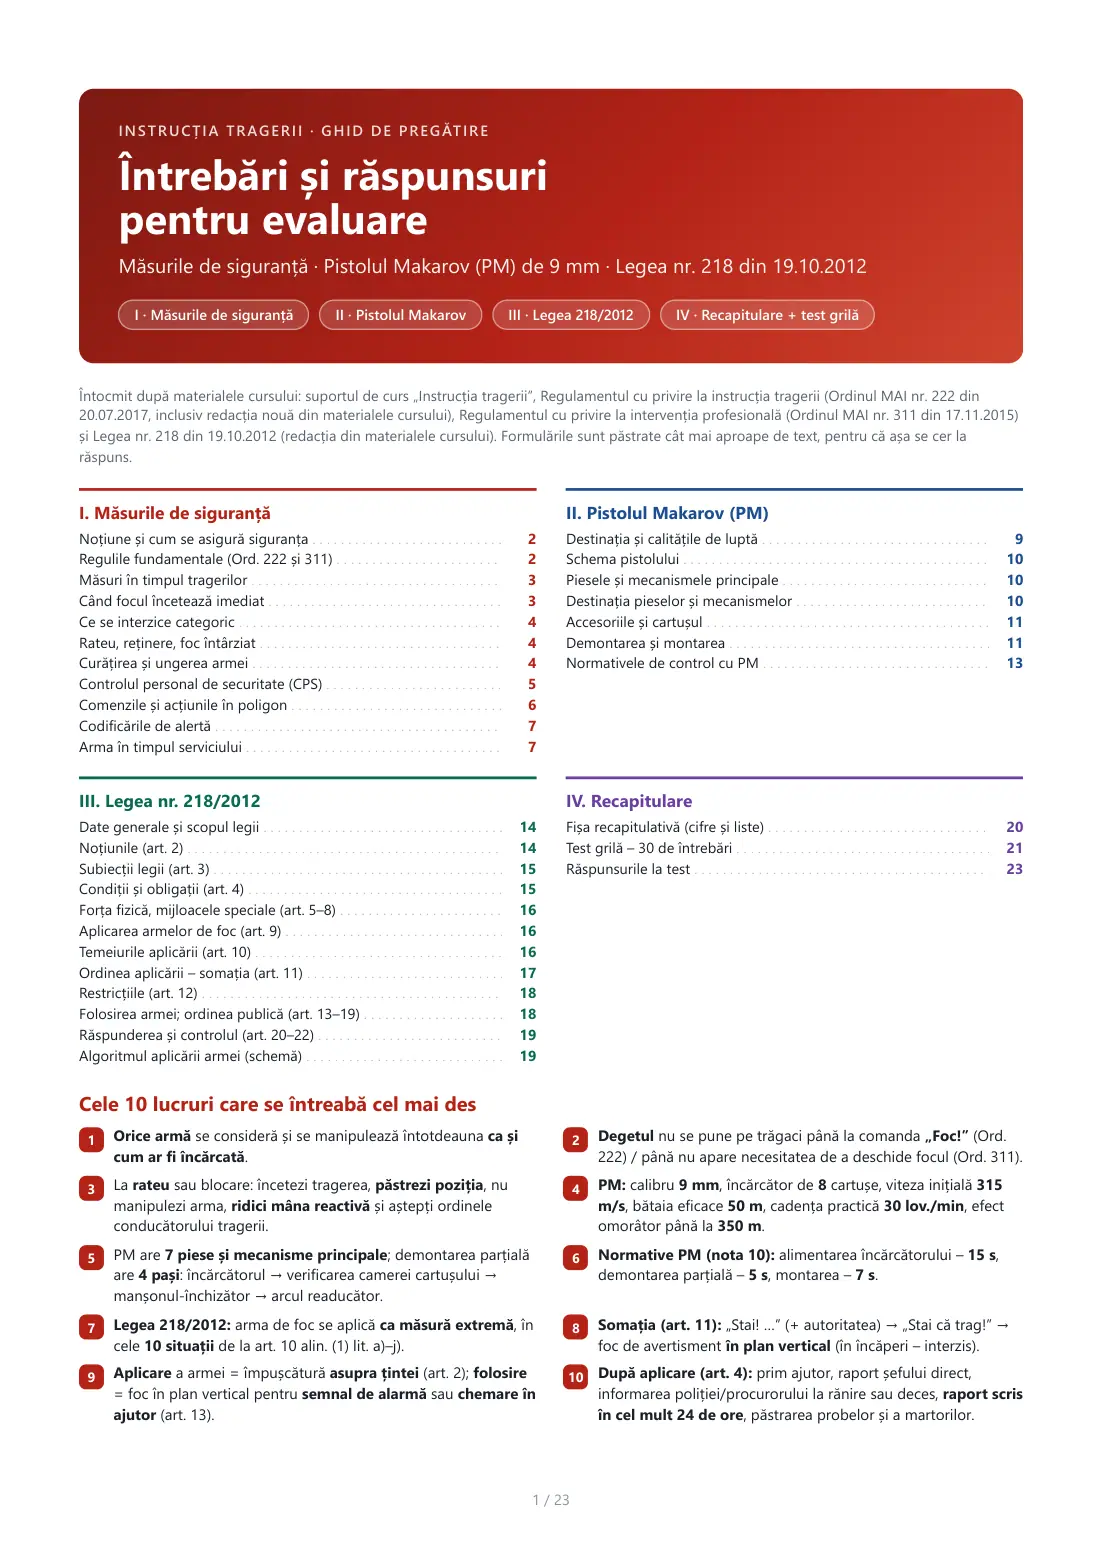 INSTRUCȚIA TRAGERII · GHID DE PREGĂTIRE
Întrebări și răspunsuri
pentru evaluare
Măsurile de siguranță · Pistolul Makarov (PM) de 9 mm · Legea nr. 218 din 19.10.2012
I · Măsurile de siguranță
II · Pistolul Makarov
III · Legea 218/2012
IV · Recapitulare + test grilă
Întocmit după materialele cursului: suportul de curs „Instrucția tragerii”, Regulamentul cu privire la instrucția tragerii (Ordinul MAI nr. 222 din
20.07.2017, inclusiv redacția nouă din materialele cursului), Regulamentul cu privire la intervenția profesională (Ordinul MAI nr. 311 din 17.11.2015)
și Legea nr. 218 din 19.10.2012 (redacția din materialele cursului). Formulările sunt păstrate cât mai aproape de text, pentru că așa se cer la
răspuns.
I. Măsurile de siguranță
Noțiune și cum se asigură siguranța 2
Regulile fundamentale (Ord. 222 și 311) 2
Măsuri în timpul tragerilor 3
Când focul încetează imediat 3
Ce se interzice categoric 4
Rateu, reținere, foc întârziat 4
Curățirea și ungerea armei 4
Controlul personal de securitate (CPS) 5
Comenzile și acțiunile în poligon 6
Codificările de alertă 7
Arma în timpul serviciului 7
II. Pistolul Makarov (PM)
Destinația și calitățile de luptă 9
Schema pistolului 10
Piesele și mecanismele principale 10
Destinația pieselor și mecanismelor 10
Accesoriile și cartușul 11
Demontarea și montarea 11
Normativele de control cu PM 13
III. Legea nr. 218/2012
Date generale și scopul legii 14
Noțiunile (art. 2) 14
Subiecții legii (art. 3) 15
Condiții și obligații (art. 4) 15
Forța fizică, mijloacele speciale (art. 5–8) 16
Aplicarea armelor de foc (art. 9) 16
Temeiurile aplicării (art. 10) 16
Ordinea aplicării – somația (art. 11) 17
Restricțiile (art. 12) 18
Folosirea armei; ordinea publică (art. 13–19) 18
Răspunderea și controlul (art. 20–22) 19
Algoritmul aplicării armei (schemă) 19
IV. Recapitulare
Fișa recapitulativă (cifre și liste) 20
Test grilă – 30 de întrebări 21
Răspunsurile la test 23
Cele 10 lucruri care se întreabă cel mai des
1 Orice armă se consideră și se manipulează întotdeauna ca și
cum ar fi încărcată.
2 Degetul nu se pune pe trăgaci până la comanda „Foc!” (Ord.
222) / până nu apare necesitatea de a deschide focul (Ord. 311).
3 La rateu sau blocare: încetezi tragerea, păstrezi poziția, nu
manipulezi arma, ridici mâna reactivă și aștepți ordinele
conducătorului tragerii.
4 PM: calibru 9 mm, încărcător de 8 cartușe, viteza inițială 315
m/s, bătaia eficace 50 m, cadența practică 30 lov./min, efect
omorâtor până la 350 m.
5 PM are 7 piese și mecanisme principale; demontarea parțială
are 4 pași: încărcătorul → verificarea camerei cartușului →
manșonul-închizător → arcul readucător.
6 Normative PM (nota 10): alimentarea încărcătorului – 15 s,
demontarea parțială – 5 s, montarea – 7 s.
7 Legea 218/2012: arma de foc se aplică ca măsură extremă, în
cele 10 situații de la art. 10 alin. (1) lit. a)–j).
8 Somația (art. 11): „Stai! ...” (+ autoritatea) → „Stai că trag!” →
foc de avertisment în plan vertical (în încăperi – interzis).
9 Aplicare a armei = împușcătură asupra țintei (art. 2); folosire
= foc în plan vertical pentru semnal de alarmă sau chemare în
ajutor (art. 13).
10 După aplicare (art. 4): prim ajutor, raport șefului direct,
informarea poliției/procurorului la rănire sau deces, raport scris
în cel mult 24 de ore, păstrarea probelor și a martorilor.
1 / 23